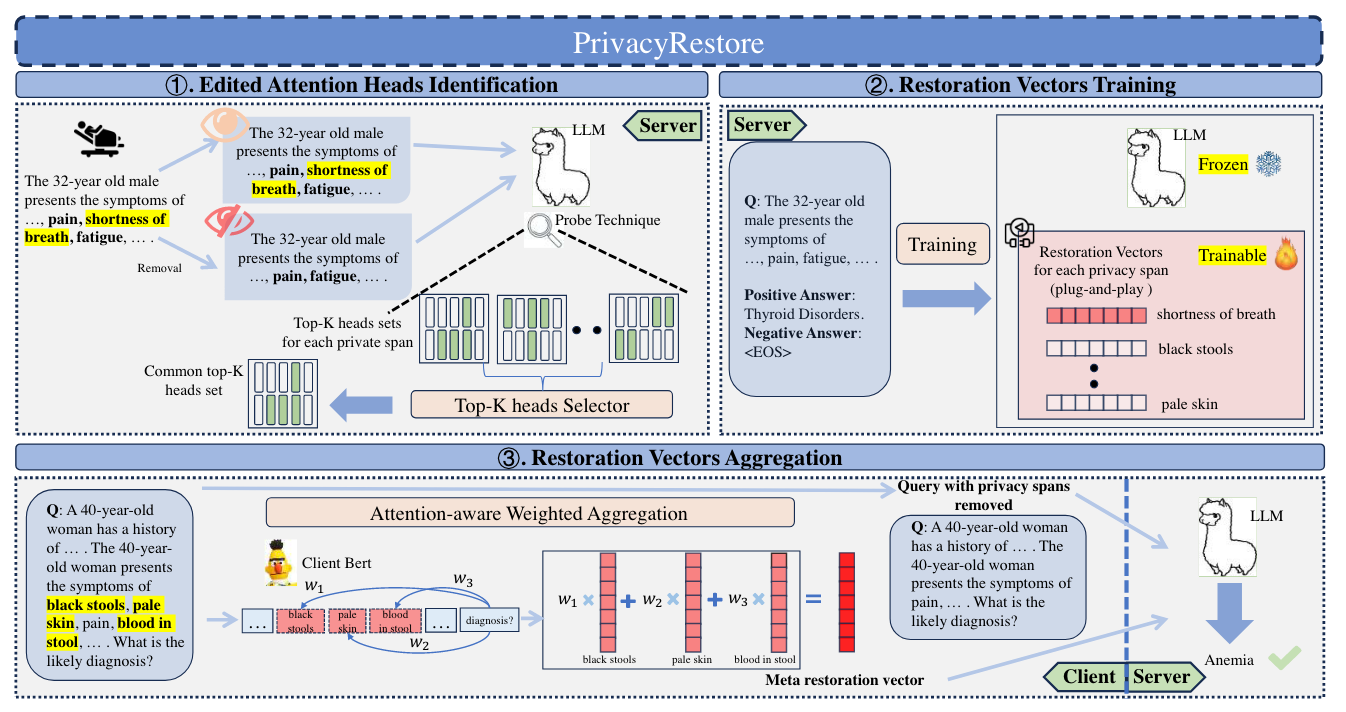 PrivacyRestore
①. Edited Attention Heads Identification
The 32-year old male
presents the symptoms of
…, pain, shortness of
breath, fatigue, … .
Removal
The 32-year old male
presents the symptoms of
…, pain, shortness of
breath, fatigue, … .
The 32-year old male
presents the symptoms of
…, pain, fatigue, … .
LLM
Server
Probe Technique
Top-K heads sets
for each private span
Top-K heads Selector
Common top-K
heads set
②. Restoration Vectors Training
Server
Q: The 32-year old
male presents the
symptoms of
…, pain, fatigue, … .
Positive Answer:
Thyroid Disorders.
Negative Answer:
<EOS>
Training
LLM
Frozen
Restoration Vectors
for each privacy span
(plug-and-play )
Trainable
shortness of breath
black stools
pale skin
③. Restoration Vectors Aggregation
Q: A 40-year-old
woman has a history
of … . The 40-year-
old woman presents
the symptoms of
black stools, pale
skin, pain, blood in
stool, … . What is the
likely diagnosis?
Attention-aware Weighted Aggregation
Client Bert
w1
w3
w2
…
black
stools
pale
skin
blood
in stool
…
diagnosis?
w1 × + w2 × + w3 × =
black stools
pale skin
blood in stool
Meta restoration vector
Query with privacy spans
removed
Q: A 40-year-old woman
has a history of … . The
40-year-old woman
presents the symptoms of
pain, … . What is the
likely diagnosis?
LLM
Anemia
Client
Server